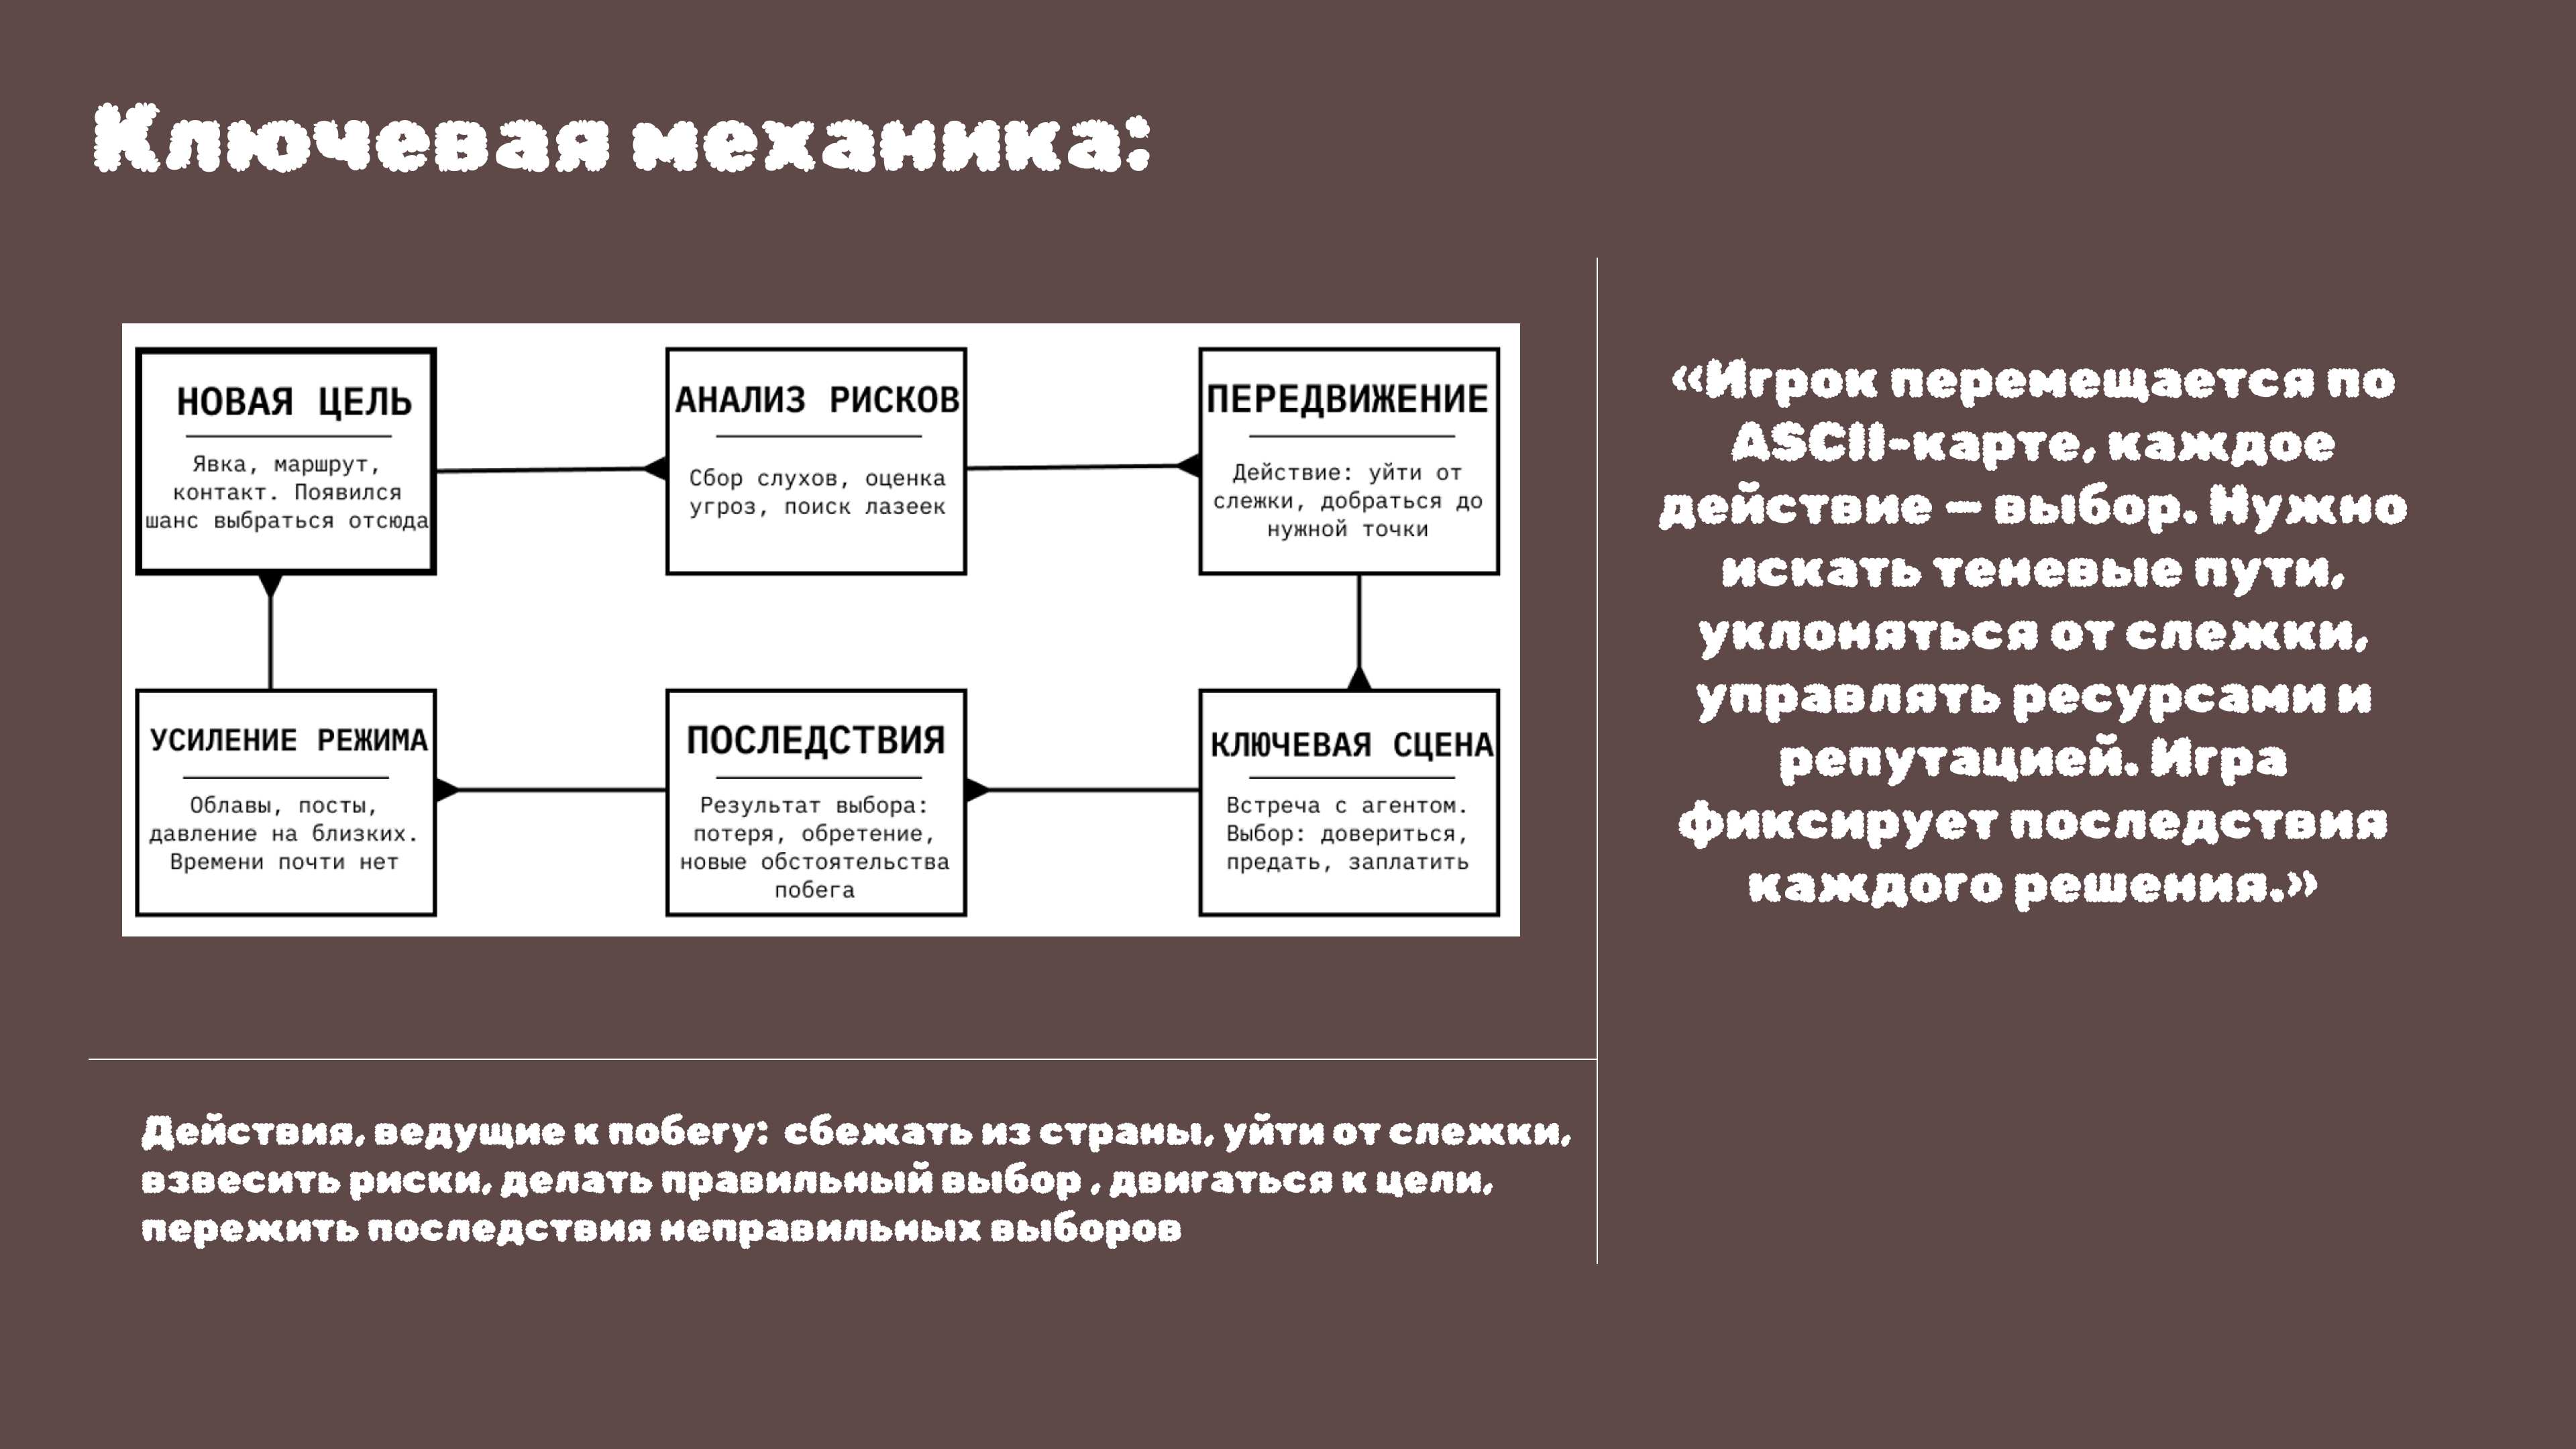 Ключевая механика:
НОВАЯ ЦЕЛЬ
Явка, маршрут,
контакт. Появился
шанс выбраться отсюда
АНАЛИЗ РИСКОВ
Сбор слухов, оценка
угроз, поиск лазеек
ПЕРЕДВИЖЕНИЕ
Действие: уйти от
слежки, добраться до
нужной точки
УСИЛЕНИЕ РЕЖИМА
Облавы, посты,
давление на близких.
Времени почти нет
ПОСЛЕДСТВИЯ
Результат выбора:
потеря, обретение,
новые обстоятельства
побега
КЛЮЧЕВАЯ СЦЕНА
Встреча с агентом.
Выбор: довериться,
предать, заплатить
«Игрок перемещается по
ASCII-карте, каждое
действие — выбор. Нужно
искать теневые пути,
уклоняться от слежки,
управлять ресурсами и
репутацией. Игра
фиксирует последствия
каждого решения.»
Действия, ведущие к побегу: сбежать из страны, уйти от слежки,
взвесить риски, делать правильный выбор , двигаться к цели,
пережить последствия неправильных выборов